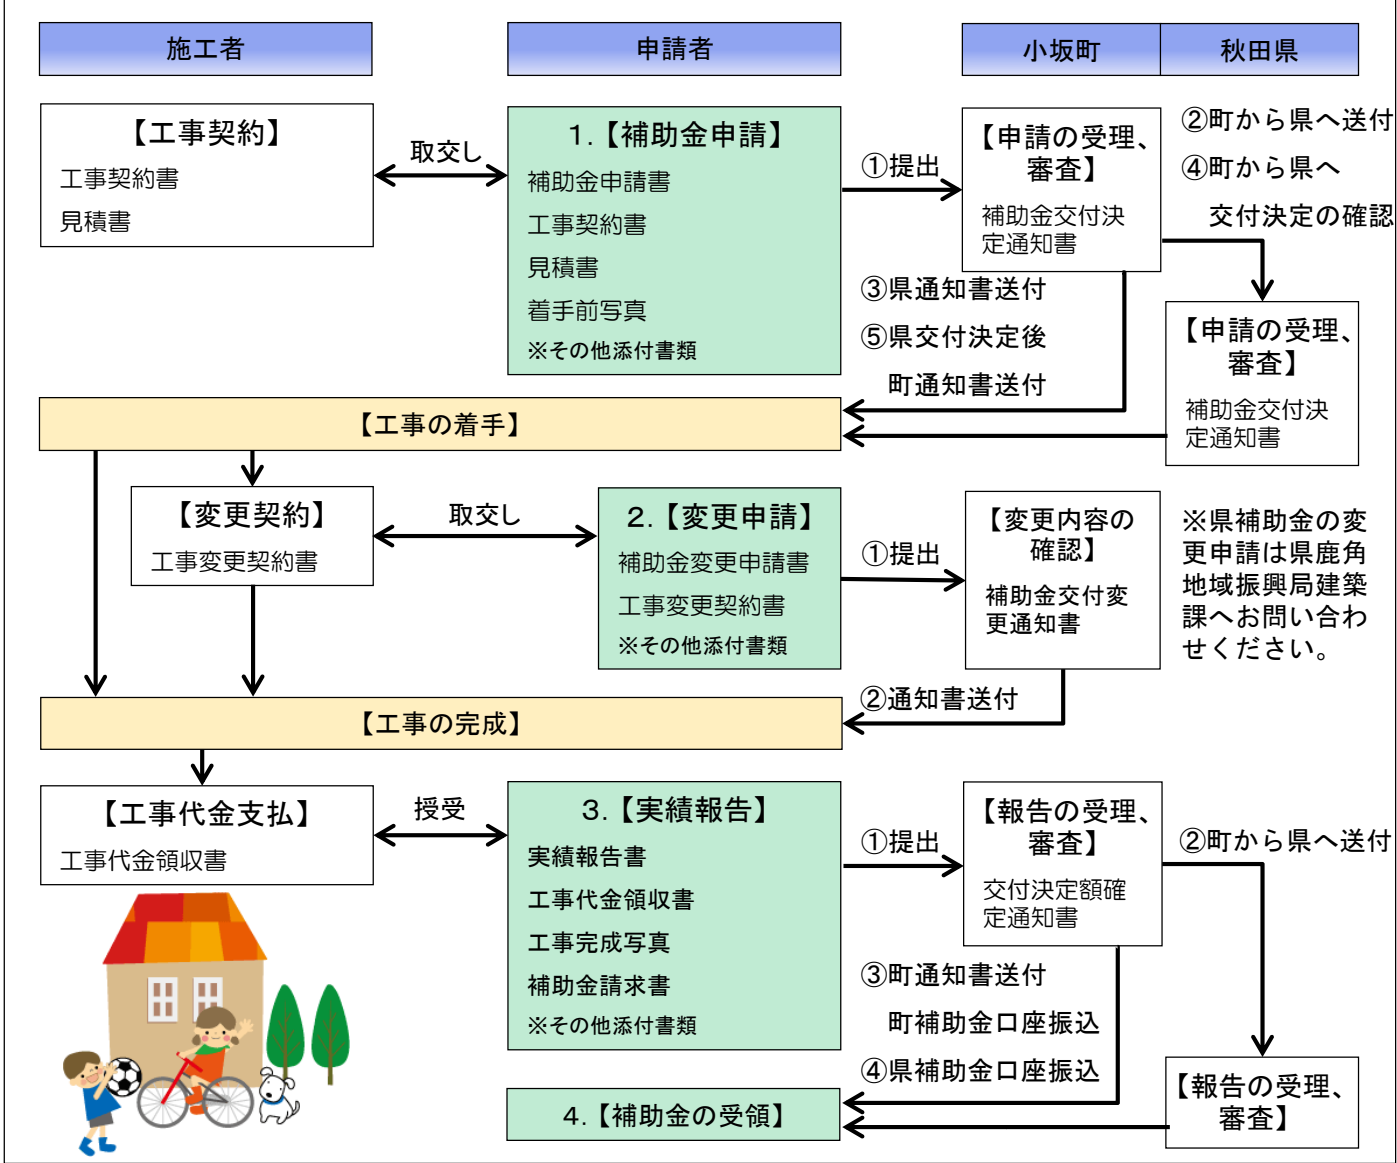 施工者
申請者
小坂町
秋田県
【工事契約】
工事契約書
見積書
取交し
1.【補助金申請】
補助金申請書
工事契約書
見積書
着手前写真
※その他添付書類
①提出
【申請の受理、
審査】
補助金交付決
定通知書
②町から県へ送付
④町から県へ
交付決定の確認
③県通知書送付
⑤県交付決定後
町通知書送付
【申請の受理、
審査】
補助金交付決
定通知書
【工事の着手】
【変更契約】
工事変更契約書
取交し
2.【変更申請】
補助金変更申請書
工事変更契約書
※その他添付書類
①提出
【変更内容の
確認】
補助金交付変
更通知書
※県補助金の変
更申請は県鹿角
地域振興局建築
課へお問い合わ
せください。
②通知書送付
【工事の完成】
【工事代金支払】
工事代金領収書
授受
3.【実績報告】
実績報告書
工事代金領収書
工事完成写真
補助金請求書
※その他添付書類
①提出
【報告の受理、
審査】
交付決定額確
定通知書
②町から県へ送付
③町通知書送付
町補助金口座振込
④県補助金口座振込
【報告の受理、
審査】
4.【補助金の受領】